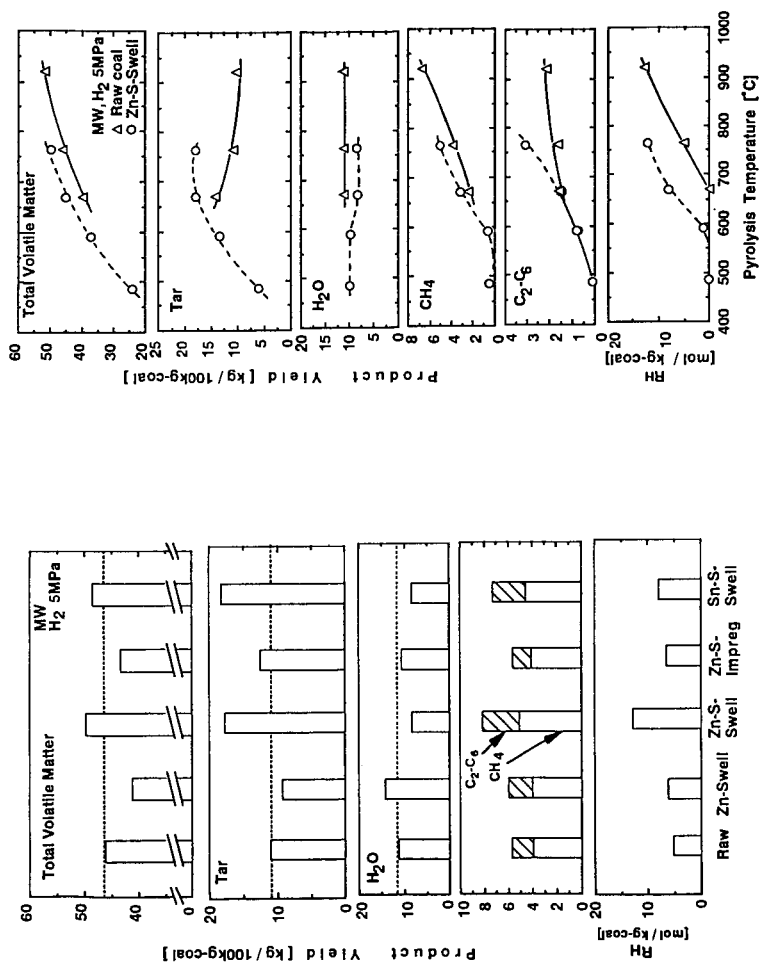 60
50
40
30
20
Total Volatile Matter
MW, H2 5MPa
△ Raw coal
○ Zn-S-Swell
20
15
10
5
0
Tar
15
10
5
0
H2O
8
6
4
2
0
CH4
4
3
2
1
0
C2-C6
20
10
0
Product Yield [kg/100kg-coal]
RH
[mol/kg-coal]
400 500 600 700 800 900 1000
Pyrolysis Temperature [°C]
60
50
40
0
Total Volatile Matter
MW
H2 5MPa
20
10
0
Tar
20
10
0
H2O
10
8
6
4
2
0
C2-C6
CH4
20
10
0
Product Yield [kg/100kg-coal]
RH
[mol/kg-coal]
Raw Zn-Swell Zn-S-Swell Zn-S-Impreg Sn-S-Swell